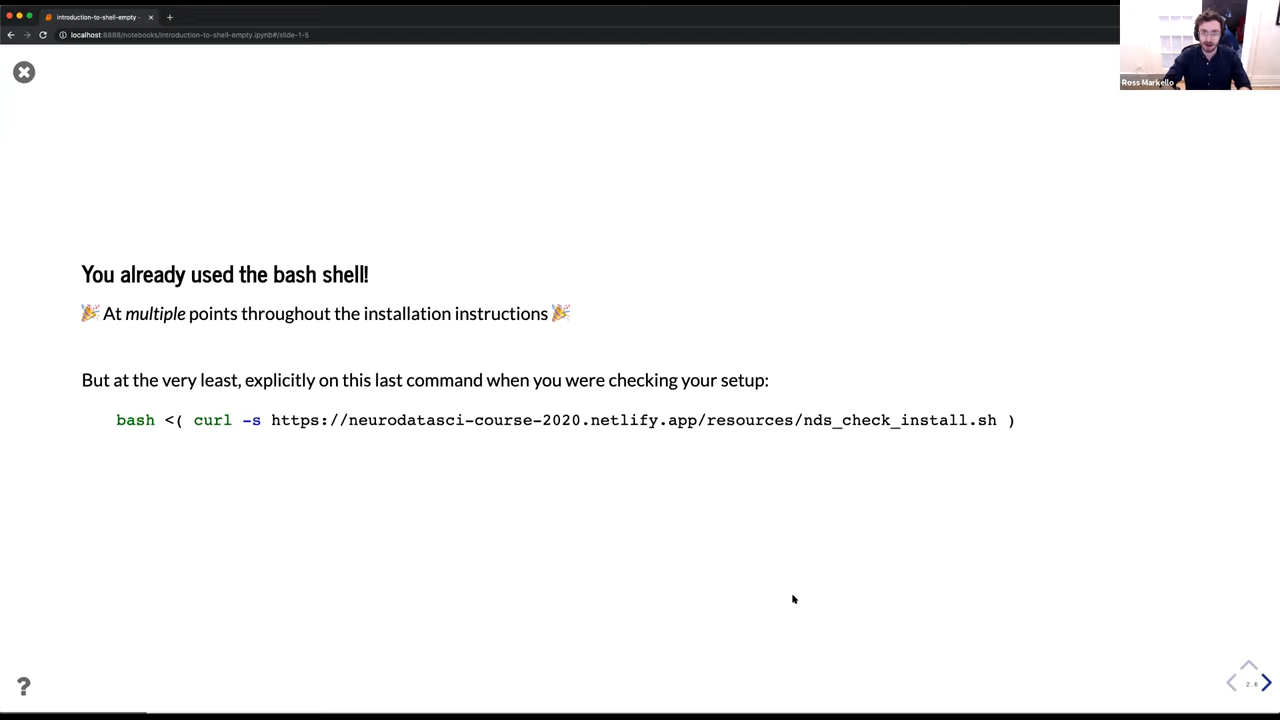 introduction-to-shell-empty -
localhost:8888/notebooks/introduction-to-shell-empty.ipynb#/slide-1-5
Ross Markello
You already used the bash shell!
🎉 At multiple points throughout the installation instructions 🎉
But at the very least, explicitly on this last command when you were checking your setup:
bash <( curl -s https://neurodatasci-course-2020.netlify.app/resources/nds_check_install.sh )
?
2.6